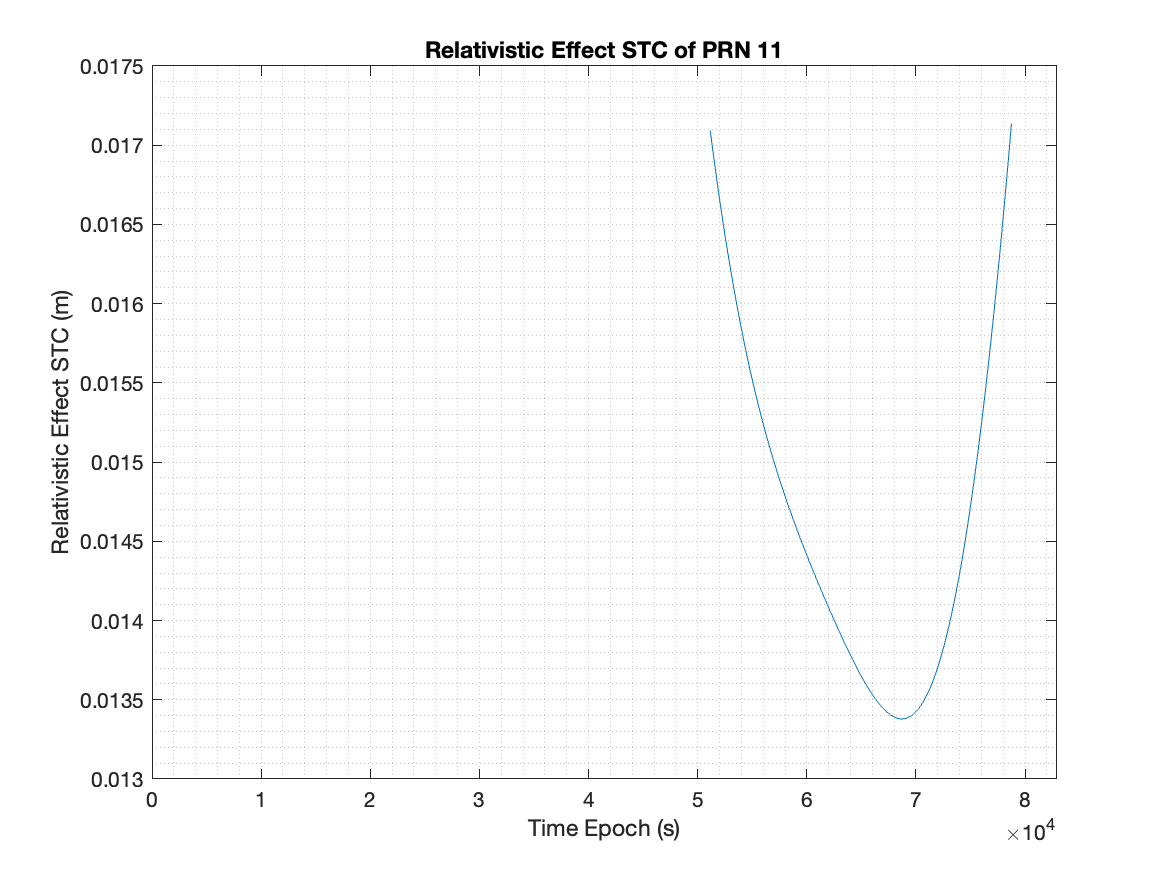 Relativistic Effect STC of PRN 11
0.0175
0.017
0.0165
0.016
0.0155
0.015
0.0145
0.014
0.0135
0.013
Relativistic Effect STC (m)
0 1 2 3 4 5 6 7 8
Time Epoch (s)
×10⁴